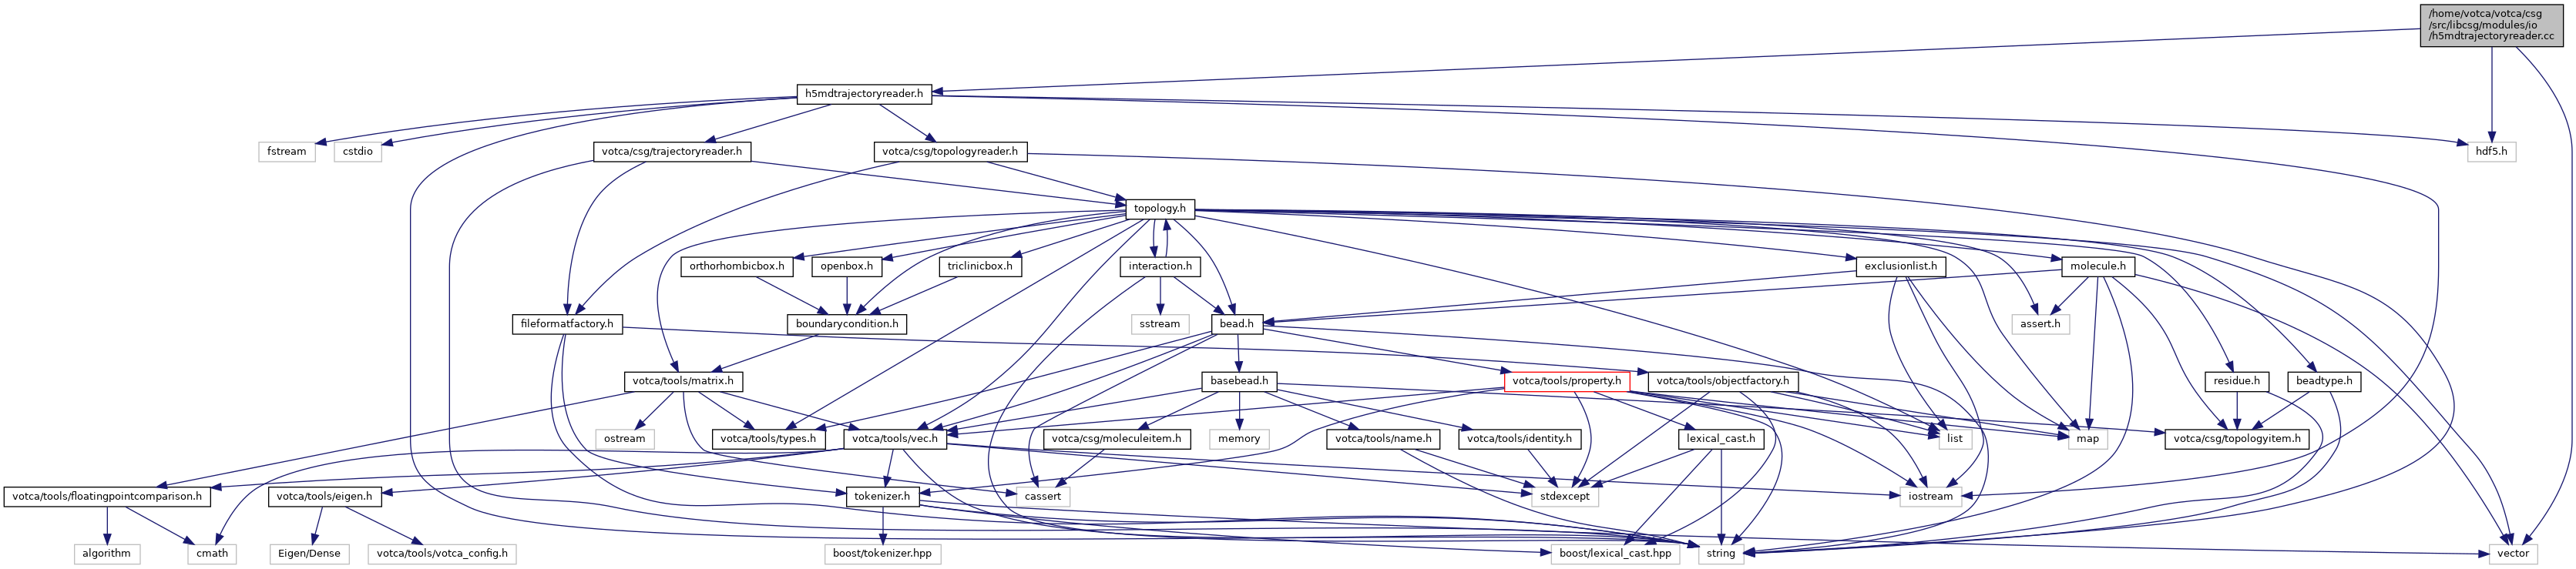 /home/votca/votca/csg
/src/libcsg/modules/io
/h5mdtrajectoryreader.cc
h5mdtrajectoryreader.h
fstream
cstdio
votca/csg/trajectoryreader.h
votca/csg/topologyreader.h
hdf5.h
topology.h
orthorhombicbox.h
openbox.h
triclinicbox.h
interaction.h
exclusionlist.h
molecule.h
fileformatfactory.h
boundarycondition.h
sstream
bead.h
assert.h
votca/tools/matrix.h
basebead.h
votca/tools/property.h
votca/tools/objectfactory.h
residue.h
beadtype.h
ostream
votca/tools/types.h
votca/tools/vec.h
votca/csg/moleculeitem.h
memory
votca/tools/name.h
votca/tools/identity.h
lexical_cast.h
list
map
votca/csg/topologyitem.h
votca/tools/floatingpointcomparison.h
votca/tools/eigen.h
tokenizer.h
cassert
stdexcept
iostream
algorithm
cmath
Eigen/Dense
votca/tools/votca_config.h
boost/tokenizer.hpp
boost/lexical_cast.hpp
string
vector